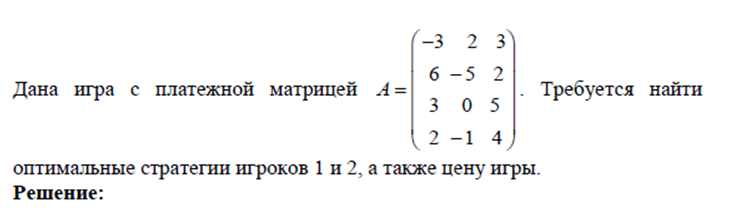 Дана игра с платежной матрицей A = (−3 2 3
6 −5 2
3 0 5
2 −1 4). Требуется найти
оптимальные стратегии игроков 1 и 2, а также цену игры.
Решение: